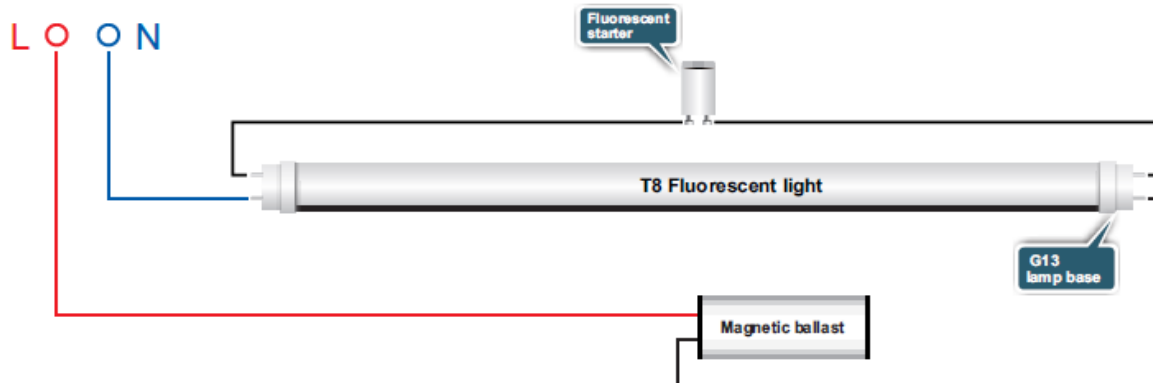 Fluorescent
starter
L N
T8 Fluorescent light
G13
lamp base
Magnetic ballast